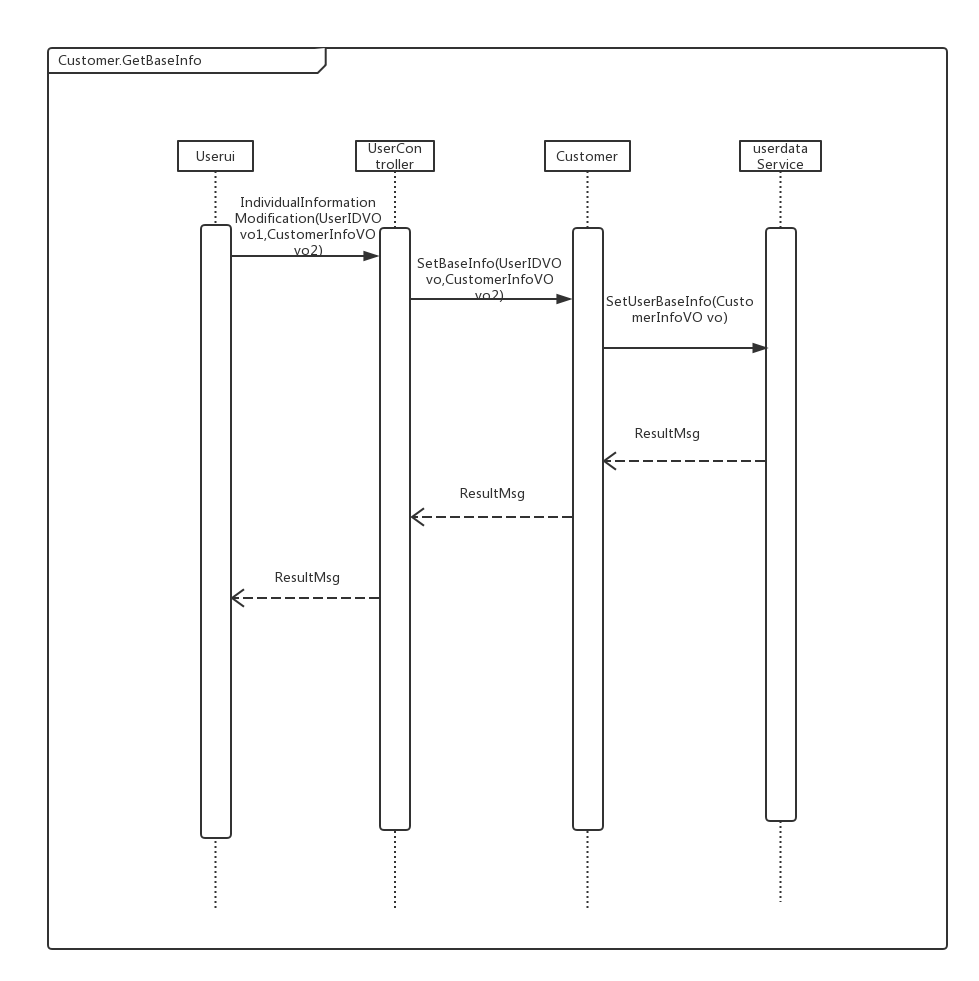 Customer.GetBaseInfo
Userui
UserCon
troller
Customer
userdata
Service
IndividualInformation
Modification(UserIDVO
vo1,CustomerInfoVO
vo2)
SetBaseInfo(UserIDVO
vo,CustomerInfoVO
vo2)
SetUserBaseInfo(Custo
merInfoVO vo)
ResultMsg
ResultMsg
ResultMsg